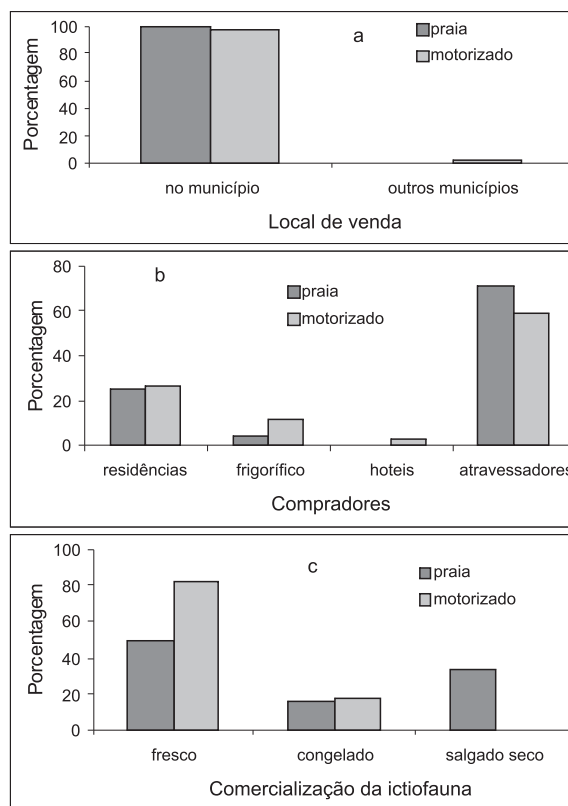 100
80
60
40
20
0
Porcentagem
a
praia
motorizado
no município
outros municípios
Local de venda
80
60
40
20
0
Porcentagem
b
praia
motorizado
residências
frigorífico
hoteis
atravessadores
Compradores
100
80
60
40
20
0
Porcentagem
c
praia
motorizado
fresco
congelado
salgado seco
Comercialização da ictiofauna